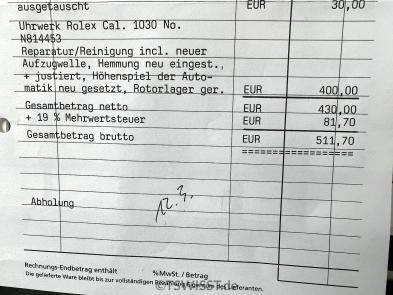 ausgetauscht EUR 30,00
Uhrwerk Rolex Cal. 1030 No.
N814453
Reparatur/Reinigung incl. neuer
Aufzugwelle, Hemmung neu eingest.,
+ justiert, Höhenspiel der Auto-
matik neu gesetzt, Rotorlager ger. EUR 400,00
Gesamtbetrag netto EUR 430,00
+ 19 % Mehrwertsteuer EUR 81,70
Gesamtbetrag brutto EUR 511,70
====================
Abholung 12.3.
Rechnungs-Endbetrag enthält %MwSt. / Betrag
Die gelieferte Ware bleibt bis zur vollständigen Bezahlung Eigentum des Lieferanten.